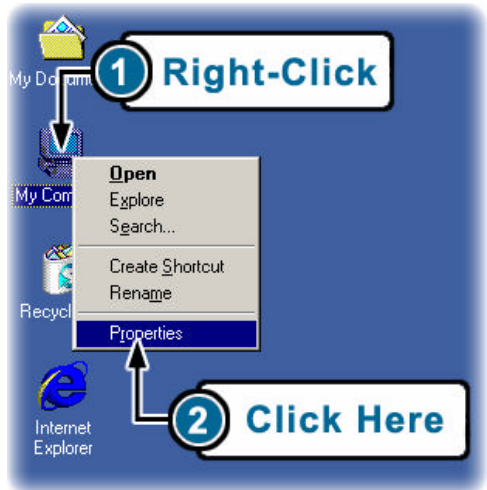 1 Right-Click
My Docum
My Com
Open
Explore
Search...
Create Shortcut
Rename
Recycl
Properties
2 Click Here
Internet
Explorer